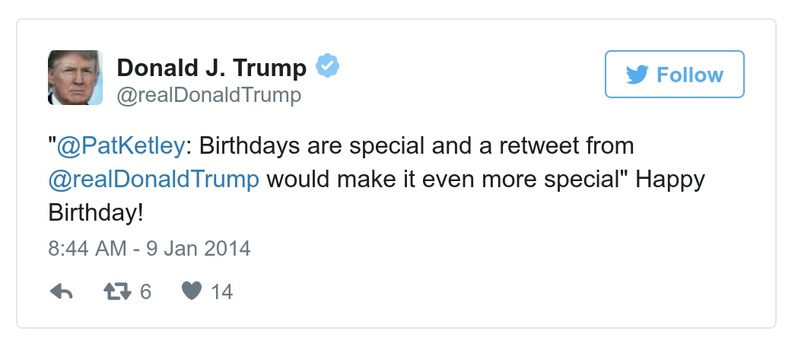 Donald J. Trump
@realDonaldTrump
Follow
"@PatKetley: Birthdays are special and a retweet from
@realDonaldTrump would make it even more special" Happy
Birthday!
8:44 AM - 9 Jan 2014
6 14